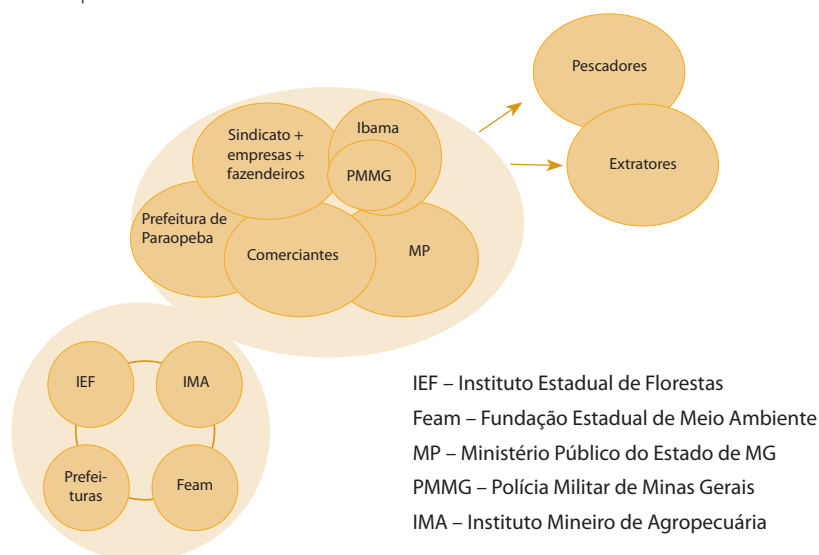 Pescadores
Extratores
Sindicato +
empresas +
fazendeiros
Ibama
PMMG
Prefeitura de
Paraopeba
Comerciantes
MP
IEF
IMA
Prefei-
turas
Feam
IEF – Instituto Estadual de Florestas
Feam – Fundação Estadual de Meio Ambiente
MP – Ministério Público do Estado de MG
PMMG – Polícia Militar de Minas Gerais
IMA – Instituto Mineiro de Agropecuária